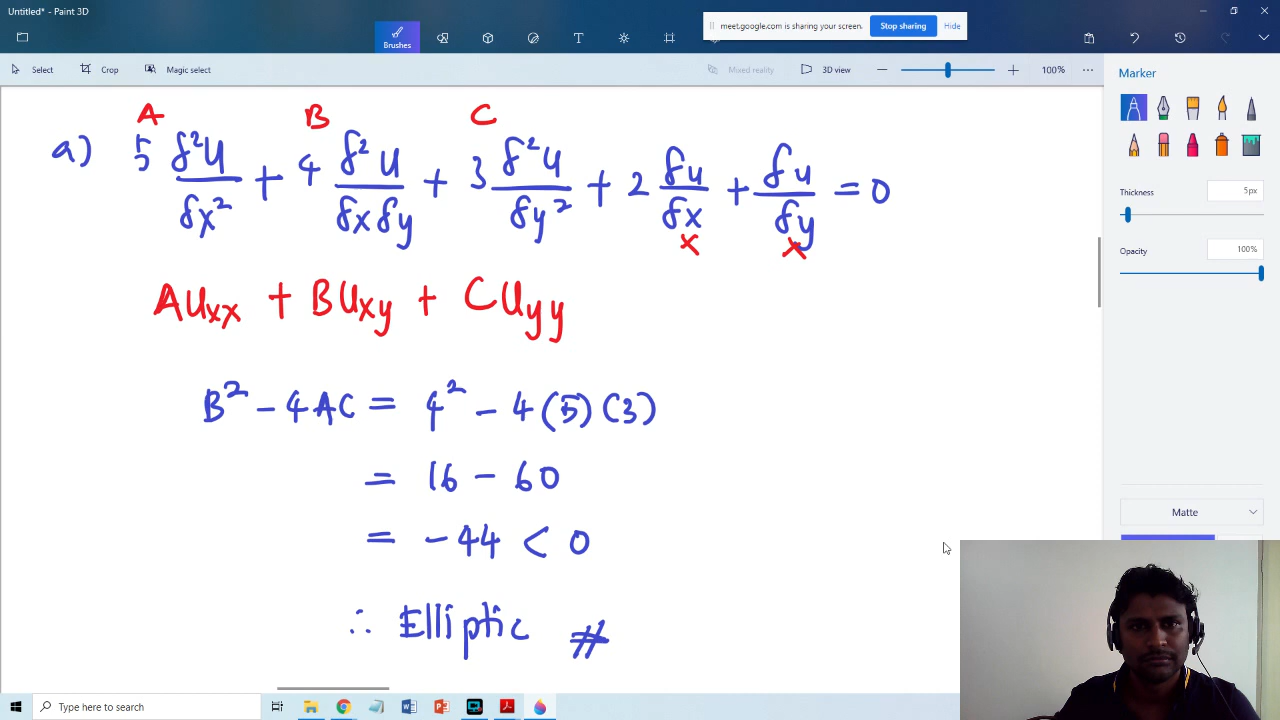 Untitled* - Paint 3D
meet.google.com is sharing your screen. Stop sharing Hide
Brushes
Select Crop Magic select Mixed reality 3D view 100%
Marker
Thickness 5px
Opacity 100%
Matte
A B C
a) 5 δ²u/δx² + 4 δ²u/δxδy + 3 δ²u/δy² + 2 δu/δx + δu/δy = 0
x x
AUxx + BUxy + CUyy
B² - 4AC = 4² - 4(5)(3)
= 16 - 60
= -44 < 0
∴ Elliptic #
Type here to search